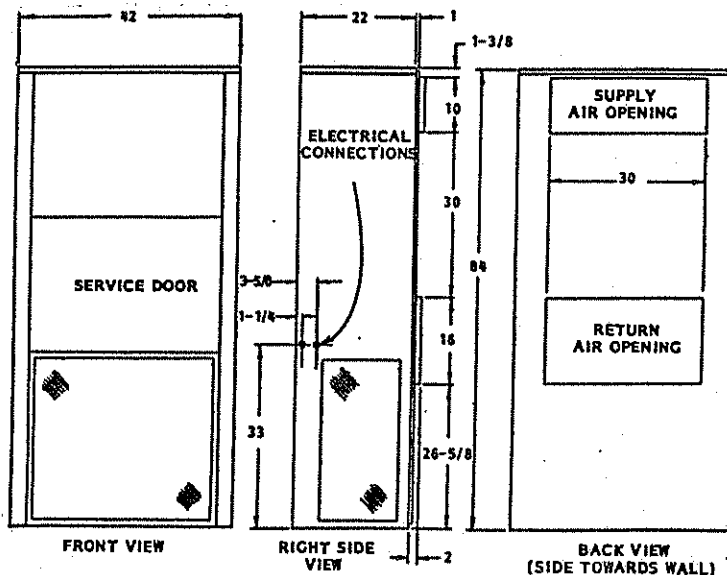 42
22
1
1-3/8
10
ELECTRICAL
CONNECTIONS
SUPPLY
AIR OPENING
30
30
84
SERVICE DOOR
3-5/8
1-1/4
16
RETURN
AIR OPENING
33
26-5/8
2
FRONT VIEW
RIGHT SIDE
VIEW
BACK VIEW
(SIDE TOWARDS WALL)